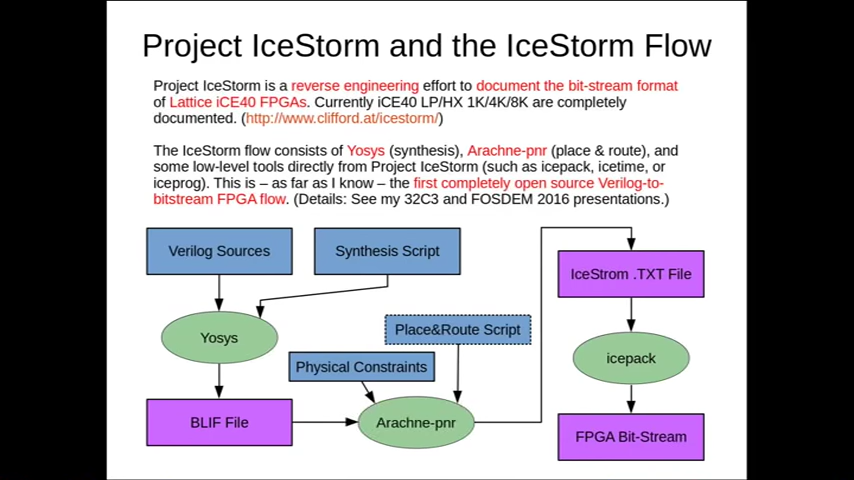 Project IceStorm and the IceStorm Flow
Project IceStorm is a reverse engineering effort to document the bit-stream format
of Lattice iCE40 FPGAs. Currently iCE40 LP/HX 1K/4K/8K are completely
documented. (http://www.clifford.at/icestorm/)
The IceStorm flow consists of Yosys (synthesis), Arachne-pnr (place & route), and
some low-level tools directly from Project IceStorm (such as icepack, icetime, or
iceprog). This is – as far as I know – the first completely open source Verilog-to-
bitstream FPGA flow. (Details: See my 32C3 and FOSDEM 2016 presentations.)
Verilog Sources
Synthesis Script
IceStrom .TXT File
Yosys
Place&Route Script
icepack
Physical Constraints
BLIF File
Arachne-pnr
FPGA Bit-Stream